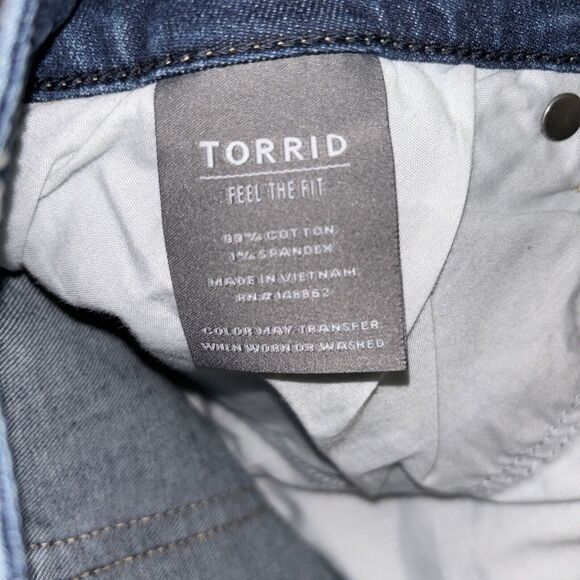 TORRID
FEEL THE FIT
99% COTTON
1% SPANDEX
MADE IN VIETNAM
RN# 148862
COLOR MAY TRANSFER
WHEN WORN OR WASHED